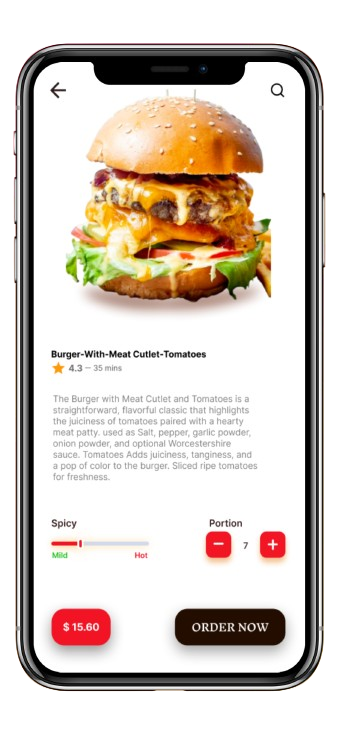 Burger-With-Meat Cutlet-Tomatoes
4.3 – 35 mins
The Burger with Meat Cutlet and Tomatoes is a
straightforward, flavorful classic that highlights
the juiciness of tomatoes paired with a hearty
meat patty. used as Salt, pepper, garlic powder,
onion powder, and optional Worcestershire
sauce. Tomatoes Adds juiciness, tanginess, and
a pop of color to the burger. Sliced ripe tomatoes
for freshness.
Spicy Portion
7
Mild Hot
$ 15.60 ORDER NOW